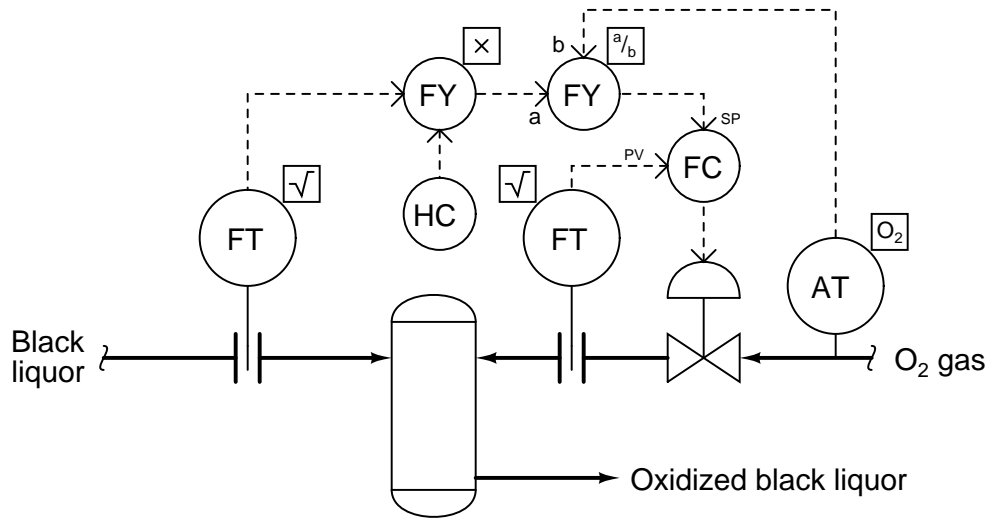 b
×
a/b
FY
FY
a
SP
√
HC
√
PV
FC
O₂
FT
FT
AT
Black
liquor
O₂ gas
Oxidized black liquor